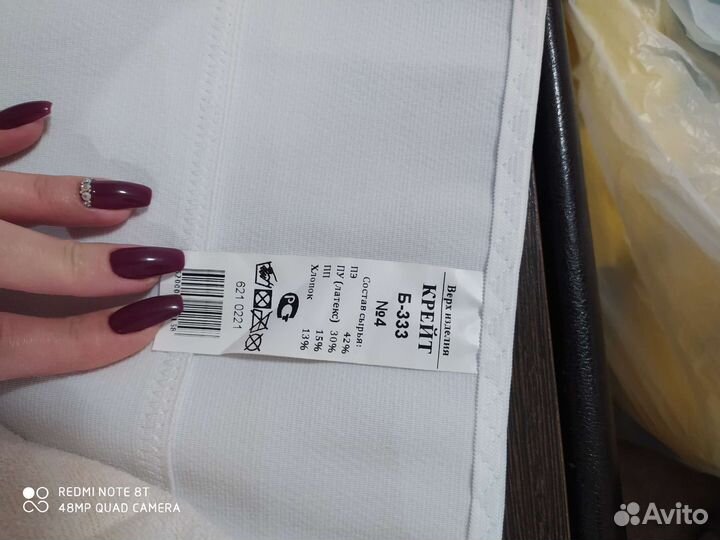 Верх изделия
КРЕЙТ
Б-333
№4
Состав сырья:
ПЭ 42%
ПУ (латекс) 30%
ПП 15%
Хлопок 13%
РС
621 0221
REDMI NOTE 8T
48MP QUAD CAMERA
Avito